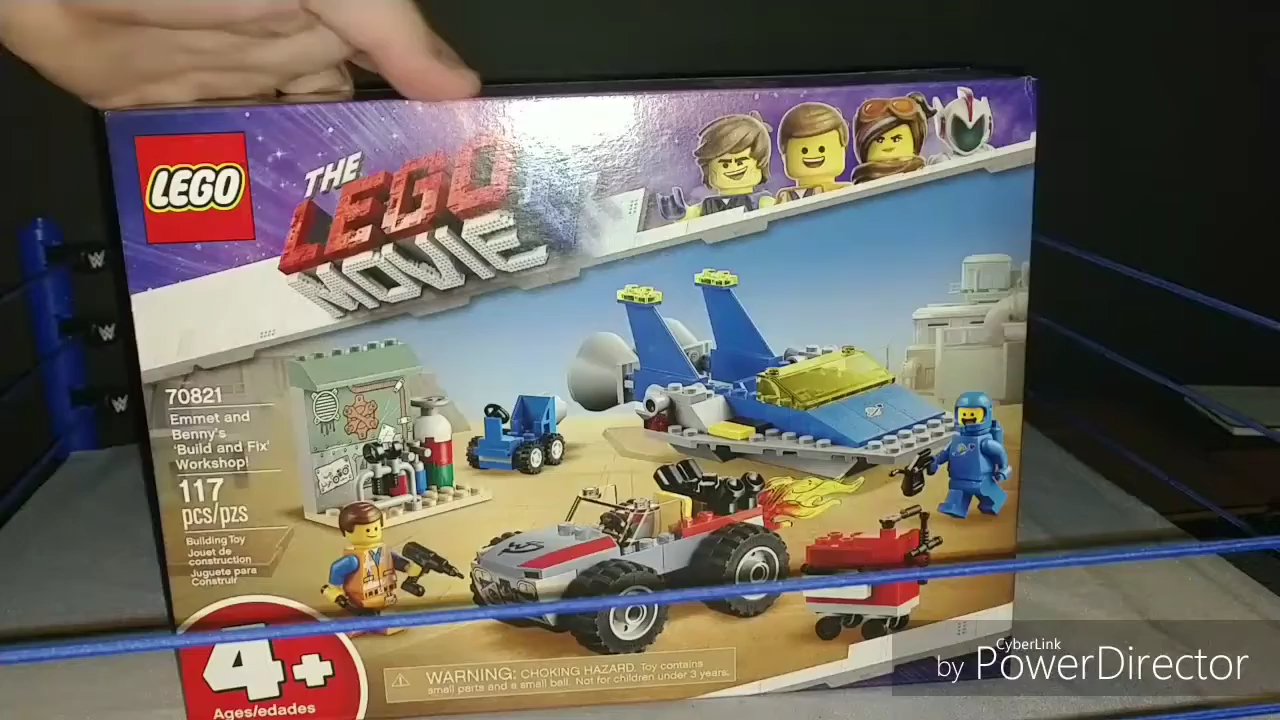 LEGO
THE
LEGO
MOVIE
70821
Emmet and
Benny's
'Build and Fix'
Workshop!
117
pcs/pzs
Building Toy
Jouet de
construction
Juguete para
Construir
4+
Ages/edades
WARNING: CHOKING HAZARD. Toy contains
small parts and a small ball. Not for children under 3 years.
W
W
W
CyberLink
by PowerDirector